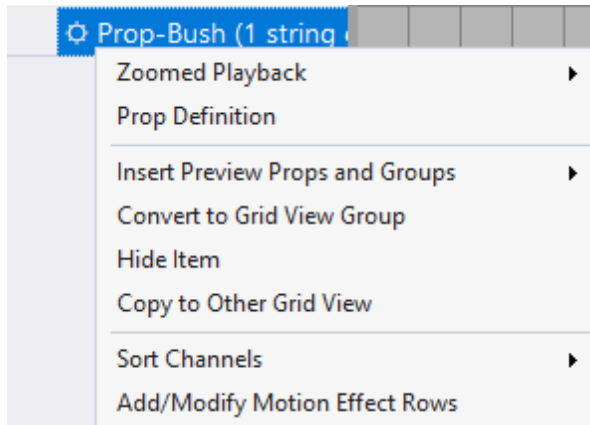 Prop-Bush (1 string
Zoomed Playback
Prop Definition
Insert Preview Props and Groups
Convert to Grid View Group
Hide Item
Copy to Other Grid View
Sort Channels
Add/Modify Motion Effect Rows